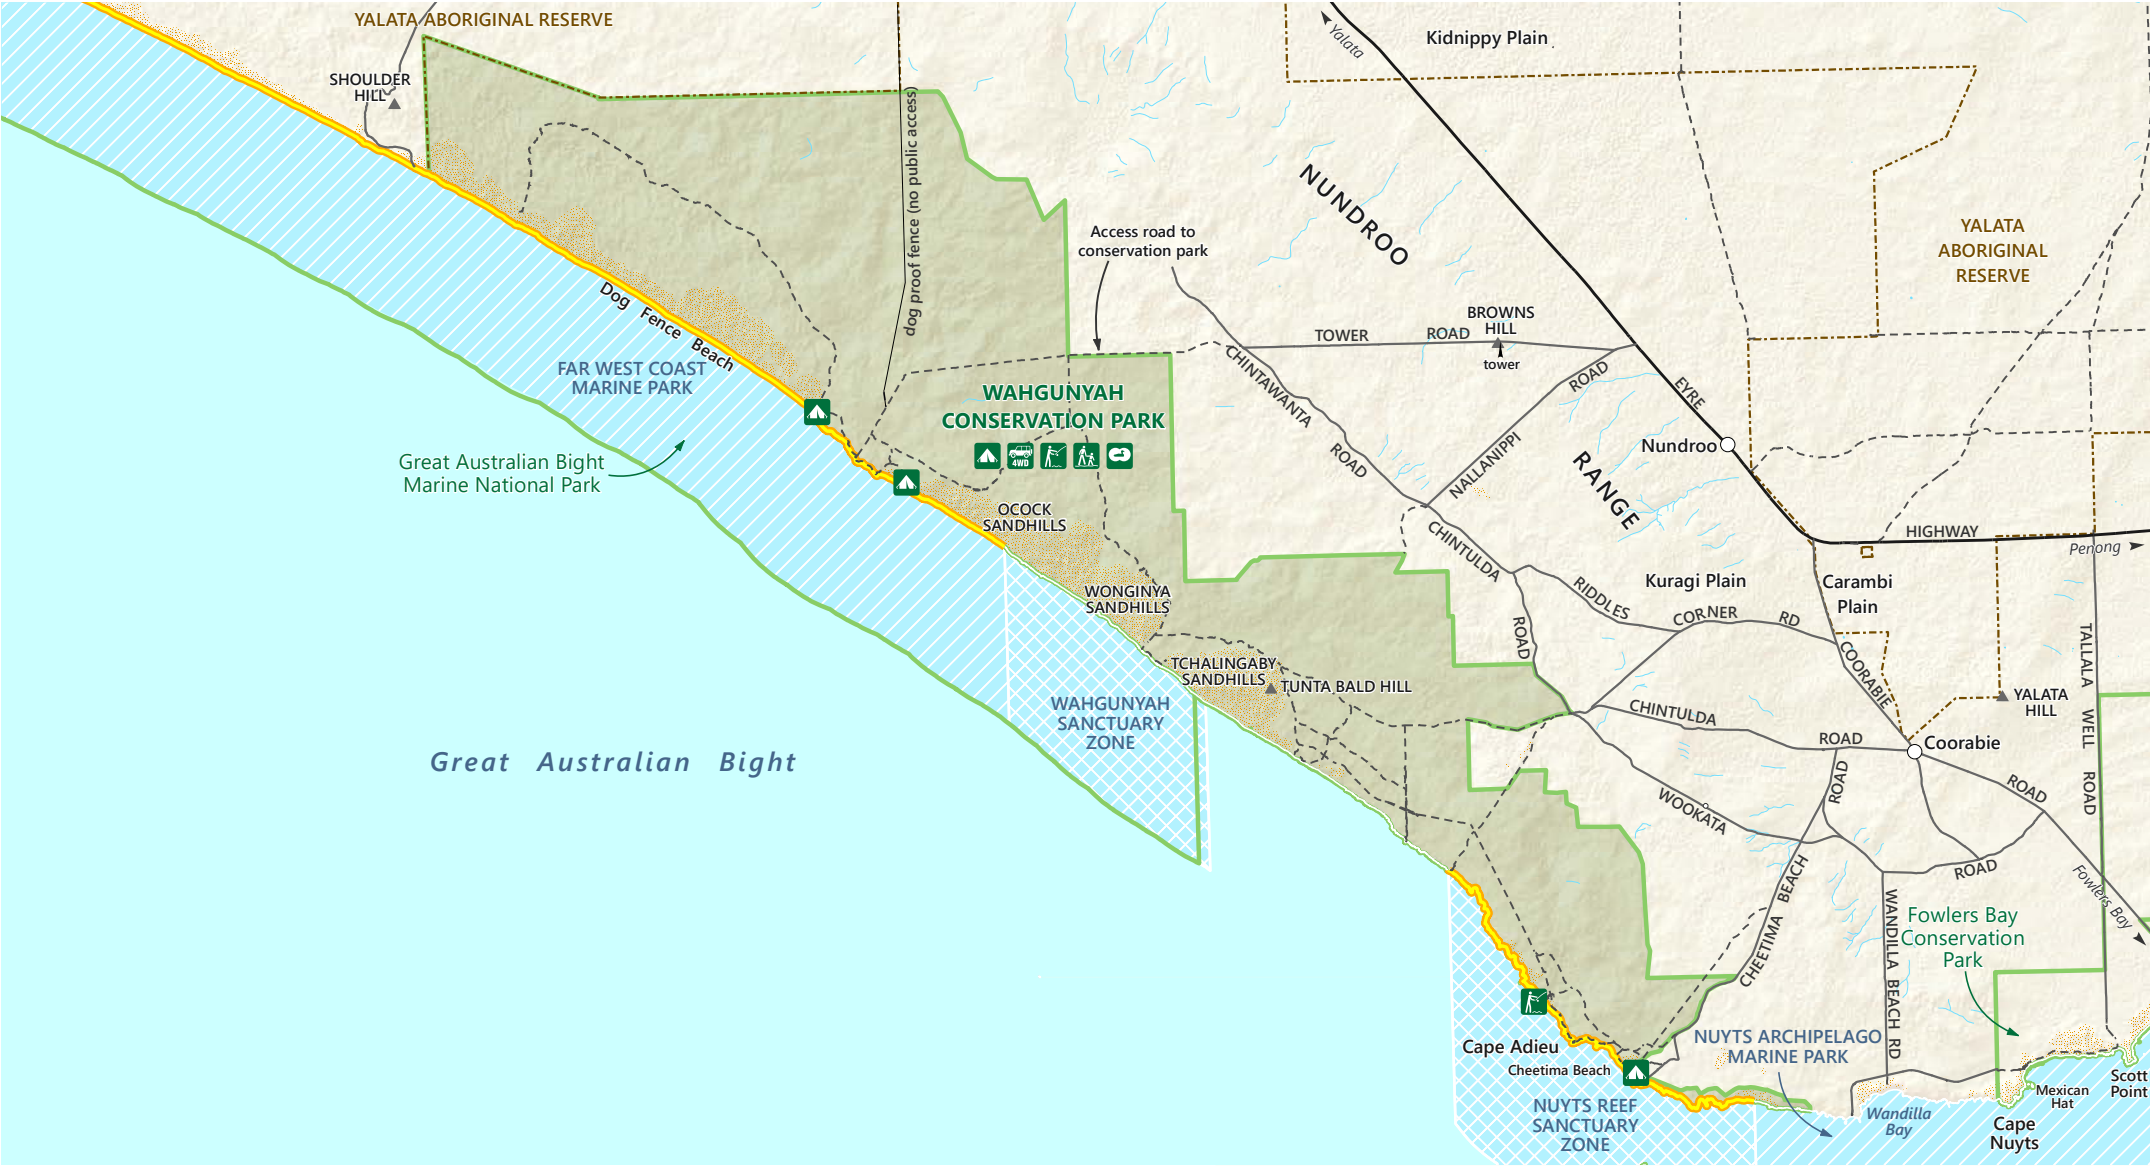 YALATA ABORIGINAL RESERVE
SHOULDER
HILL
Yalata
Kidnippy Plain
dog proof fence (no public access)
NUNDROO
RANGE
Access road to
conservation park
YALATA
ABORIGINAL
RESERVE
Dog Fence Beach
FAR WEST COAST
MARINE PARK
BROWNS
HILL
tower
TOWER ROAD
CHINTAWANTA ROAD
NALLANIPPI ROAD
EYRE
HIGHWAY
Nundroo
WAHGUNYAH
CONSERVATION PARK
4WD
Great Australian Bight
Marine National Park
OCOCK
SANDHILLS
CHINTULDA
ROAD
Penong
Kuragi Plain
Carambi
Plain
WONGINYA
SANDHILLS
RIDDLES CORNER RD
COORABIE
ROAD
TALLALA WELL ROAD
TCHALINGABY
SANDHILLS
TUNTA BALD HILL
YALATA
HILL
WAHGUNYAH
SANCTUARY
ZONE
CHINTULDA
ROAD
Coorabie
Great Australian Bight
WOOKATA
ROAD
CHEETIMA BEACH
ROAD
WANDILLA BEACH RD
Fowlers Bay
Fowlers Bay
Conservation
Park
Cape Adieu
Cheetima Beach
NUYTS ARCHIPELAGO
MARINE PARK
NUYTS REEF
SANCTUARY
ZONE
Wandilla
Bay
Mexican
Hat
Scott
Point
Cape
Nuyts